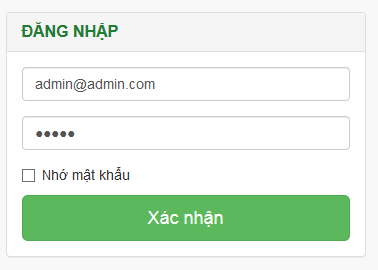 ĐĂNG NHẬP
admin@admin.com
•••••
Nhớ mật khẩu
Xác nhận